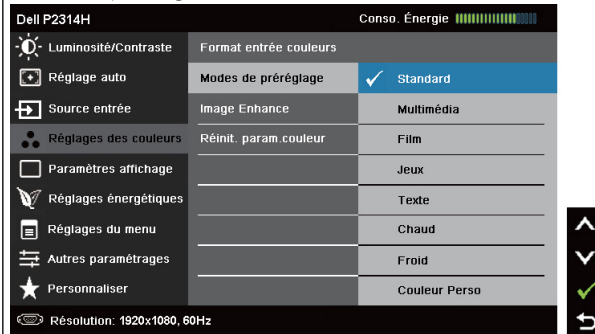 Dell P2314H Conso. Énergie
Luminosité/Contraste Format entrée couleurs
Réglage auto Modes de préréglage Standard
Source entrée Image Enhance Multimédia
Réglages des couleurs Réinit. param.couleur Film
Paramètres affichage Jeux
Réglages énergétiques Texte
Réglages du menu Chaud
Autres paramétrages Froid
Personnaliser Couleur Perso
Résolution: 1920x1080, 60Hz